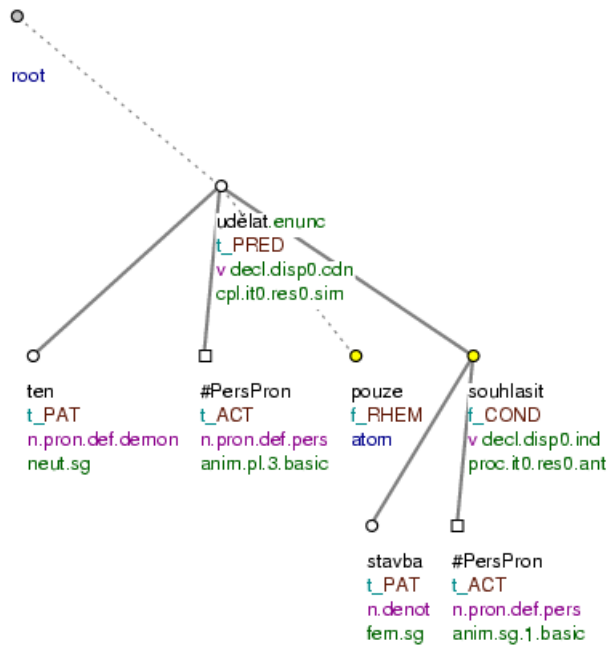 root
udělat.enunc
t_PRED
v decl.disp0.cdn
cpl.it0.res0.sim
ten
t_PAT
n.pron.def.demon
neut.sg
#PersPron
t_ACT
n.pron.def.pers
anim.pl.3.basic
pouze
f_RHEM
atom
souhlasit
f_COND
v decl.disp0.ind
proc.it0.res0.ant
stavba
t_PAT
n.denot
fem.sg
#PersPron
t_ACT
n.pron.def.pers
anim.sg.1.basic